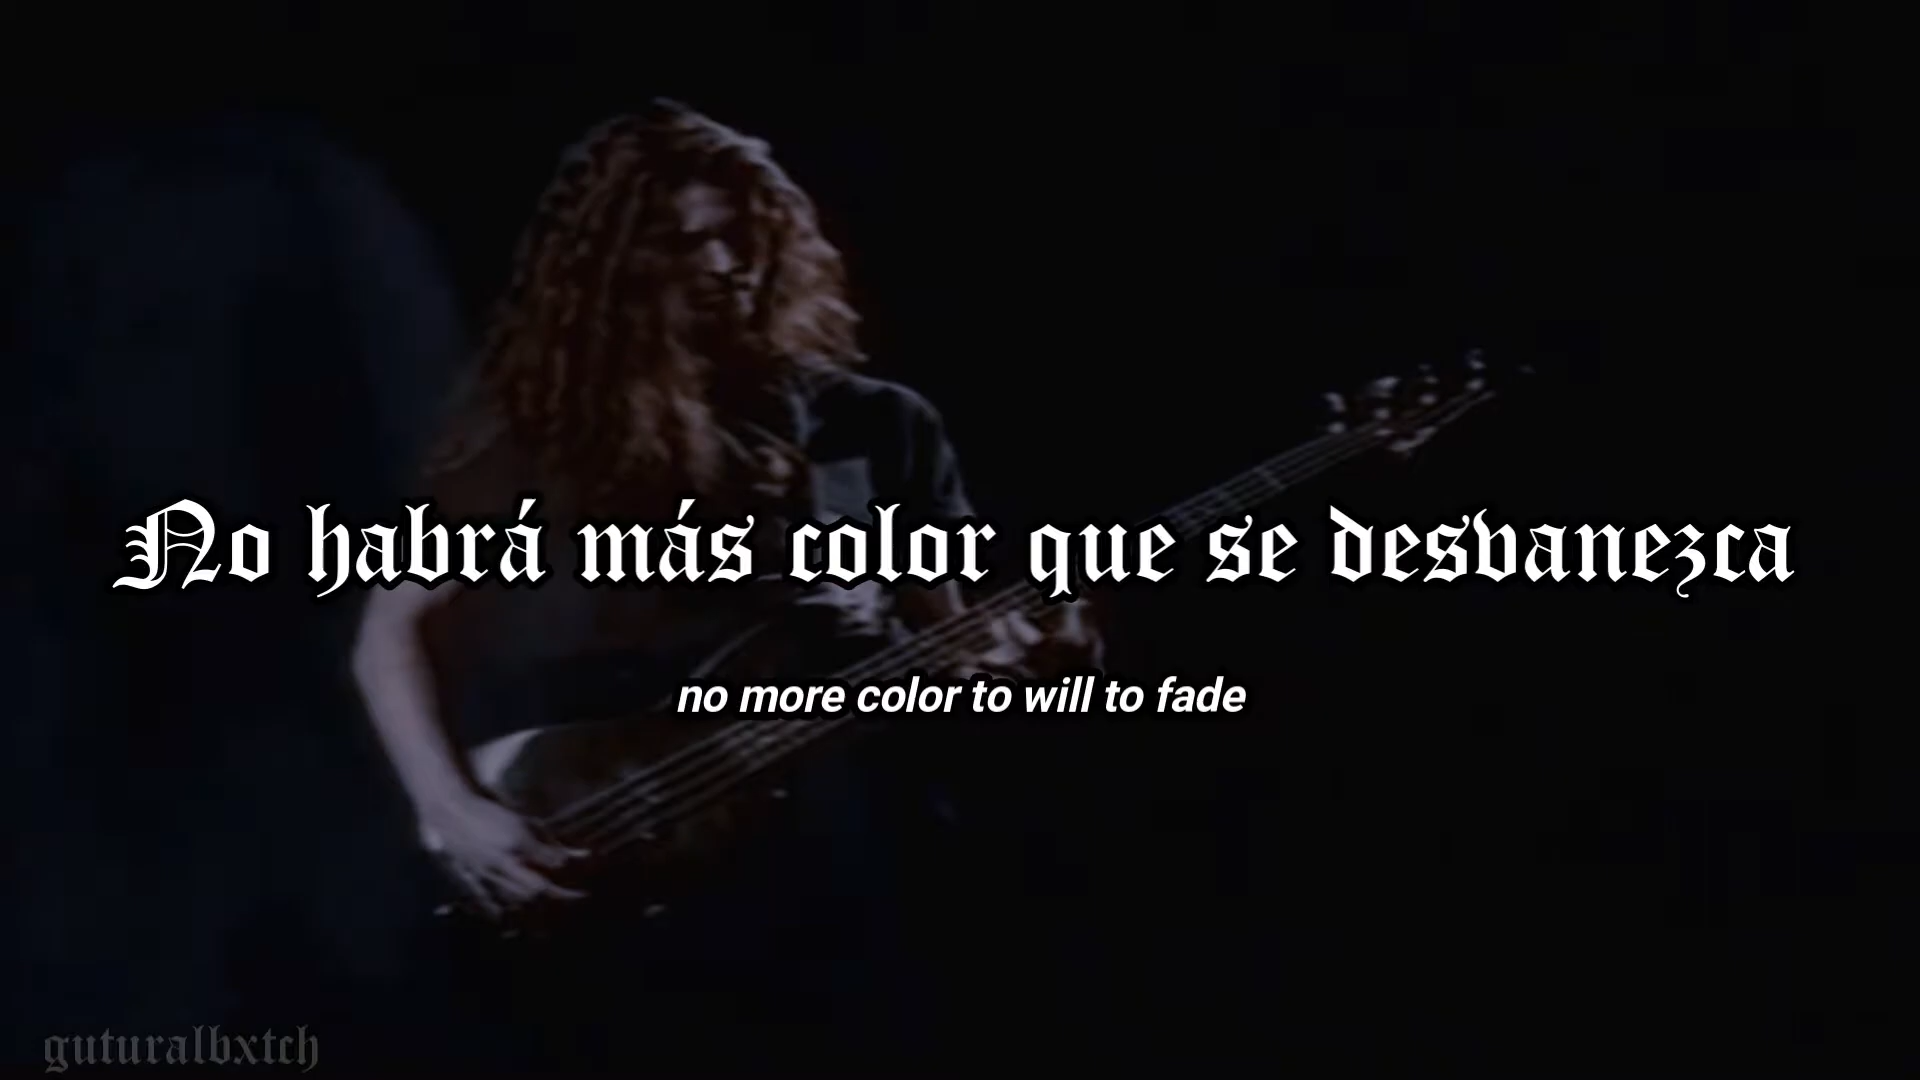 No habrá más color que se desvanezca
no more color to will to fade
guturalbxtch